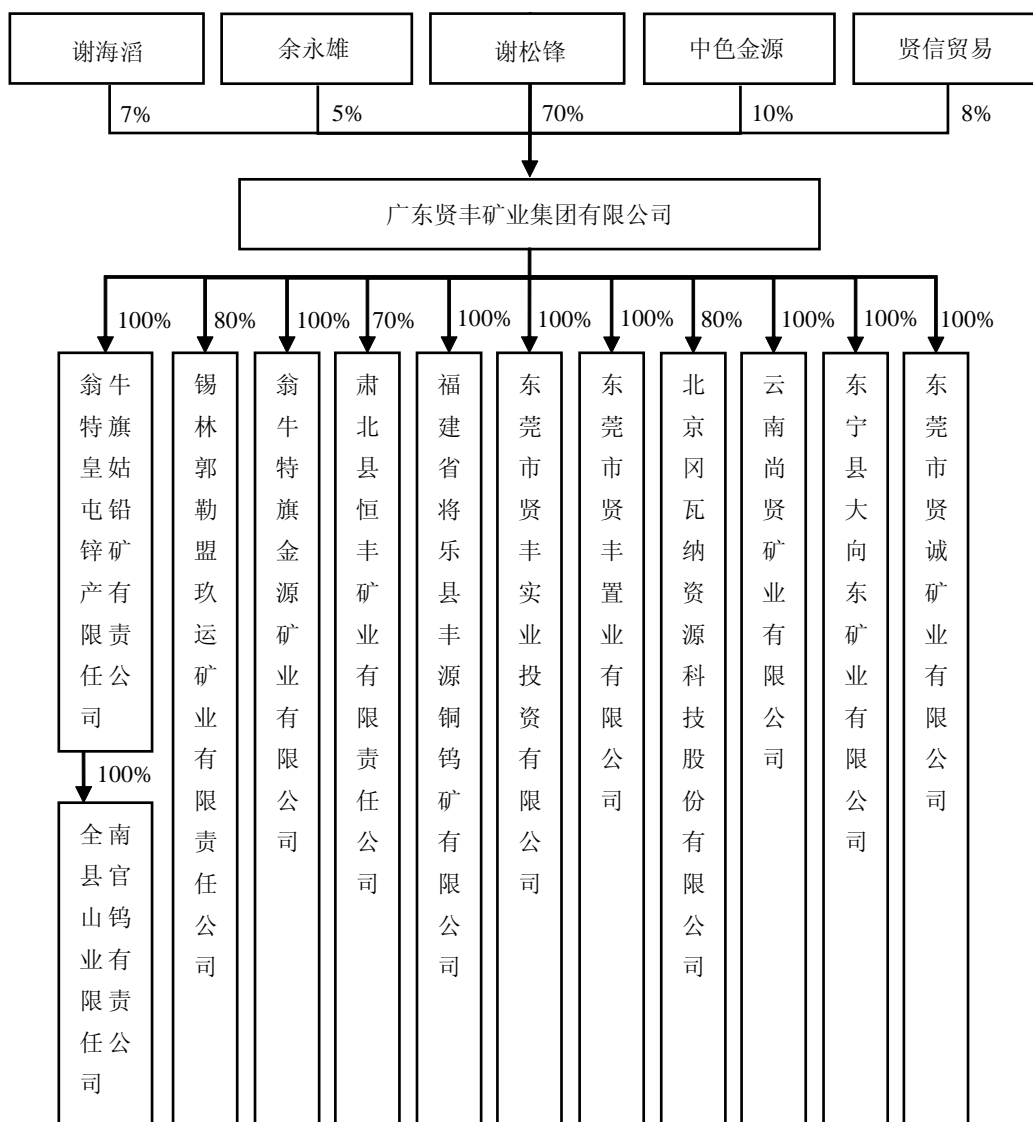 谢海滔
余永雄
谢松锋
中色金源
贤信贸易
7%
5%
70%
10%
8%
广东贤丰矿业集团有限公司
100%
80%
100%
70%
100%
100%
100%
80%
100%
100%
100%
翁牛
特旗
皇姑
屯铅
锌矿
产有
限责
任公
司
锡林郭勒盟玖运矿业有限责任公司
翁牛特旗金源矿业有限公司
肃北县恒丰矿业有限责任公司
福建省将乐县丰源铜钨矿有限公司
东莞市贤丰实业投资有限公司
东莞市贤丰置业有限公司
北京冈瓦纳资源科技股份有限公司
云南尚贤矿业有限公司
东宁县大向东矿业有限公司
东莞市贤诚矿业有限公司
100%
全南
县官
山钨
业有
限责
任公
司